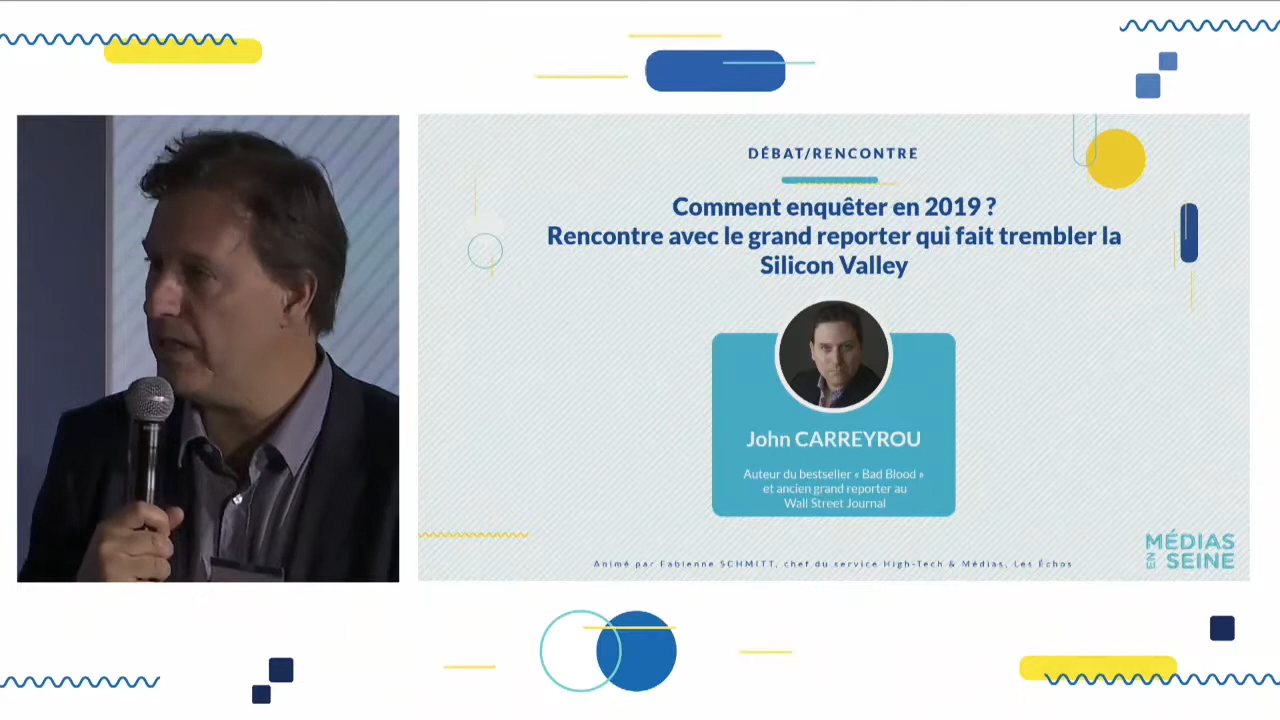 DÉBAT/RENCONTRE
Comment enquêter en 2019 ?
Rencontre avec le grand reporter qui fait trembler la
Silicon Valley
John CARREYROU
Auteur du bestseller « Bad Blood »
et ancien grand reporter au
Wall Street Journal
Animé par Fabienne SCHMITT, chef du service High-Tech & Médias, Les Échos
MÉDIAS
EN SEINE